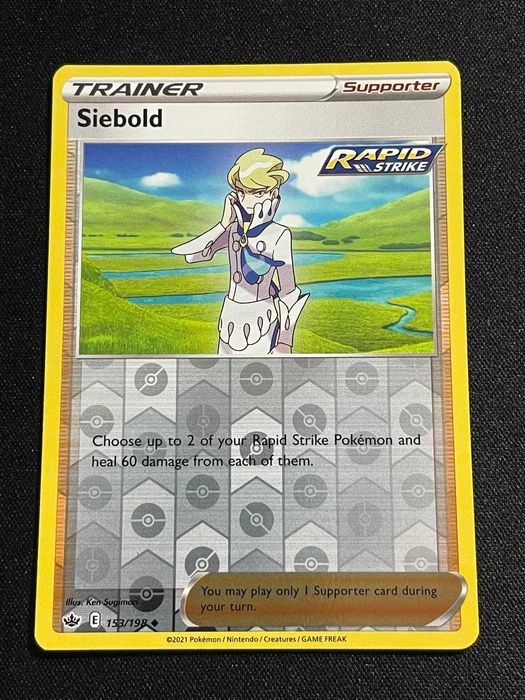 TRAINER Supporter
Siebold
RAPID
STRIKE
Choose up to 2 of your Rapid Strike Pokémon and
heal 60 damage from each of them.
You may play only 1 Supporter card during
your turn.
Illus. Ken Sugimori
E 153/198
©2021 Pokémon / Nintendo / Creatures / GAME FREAK